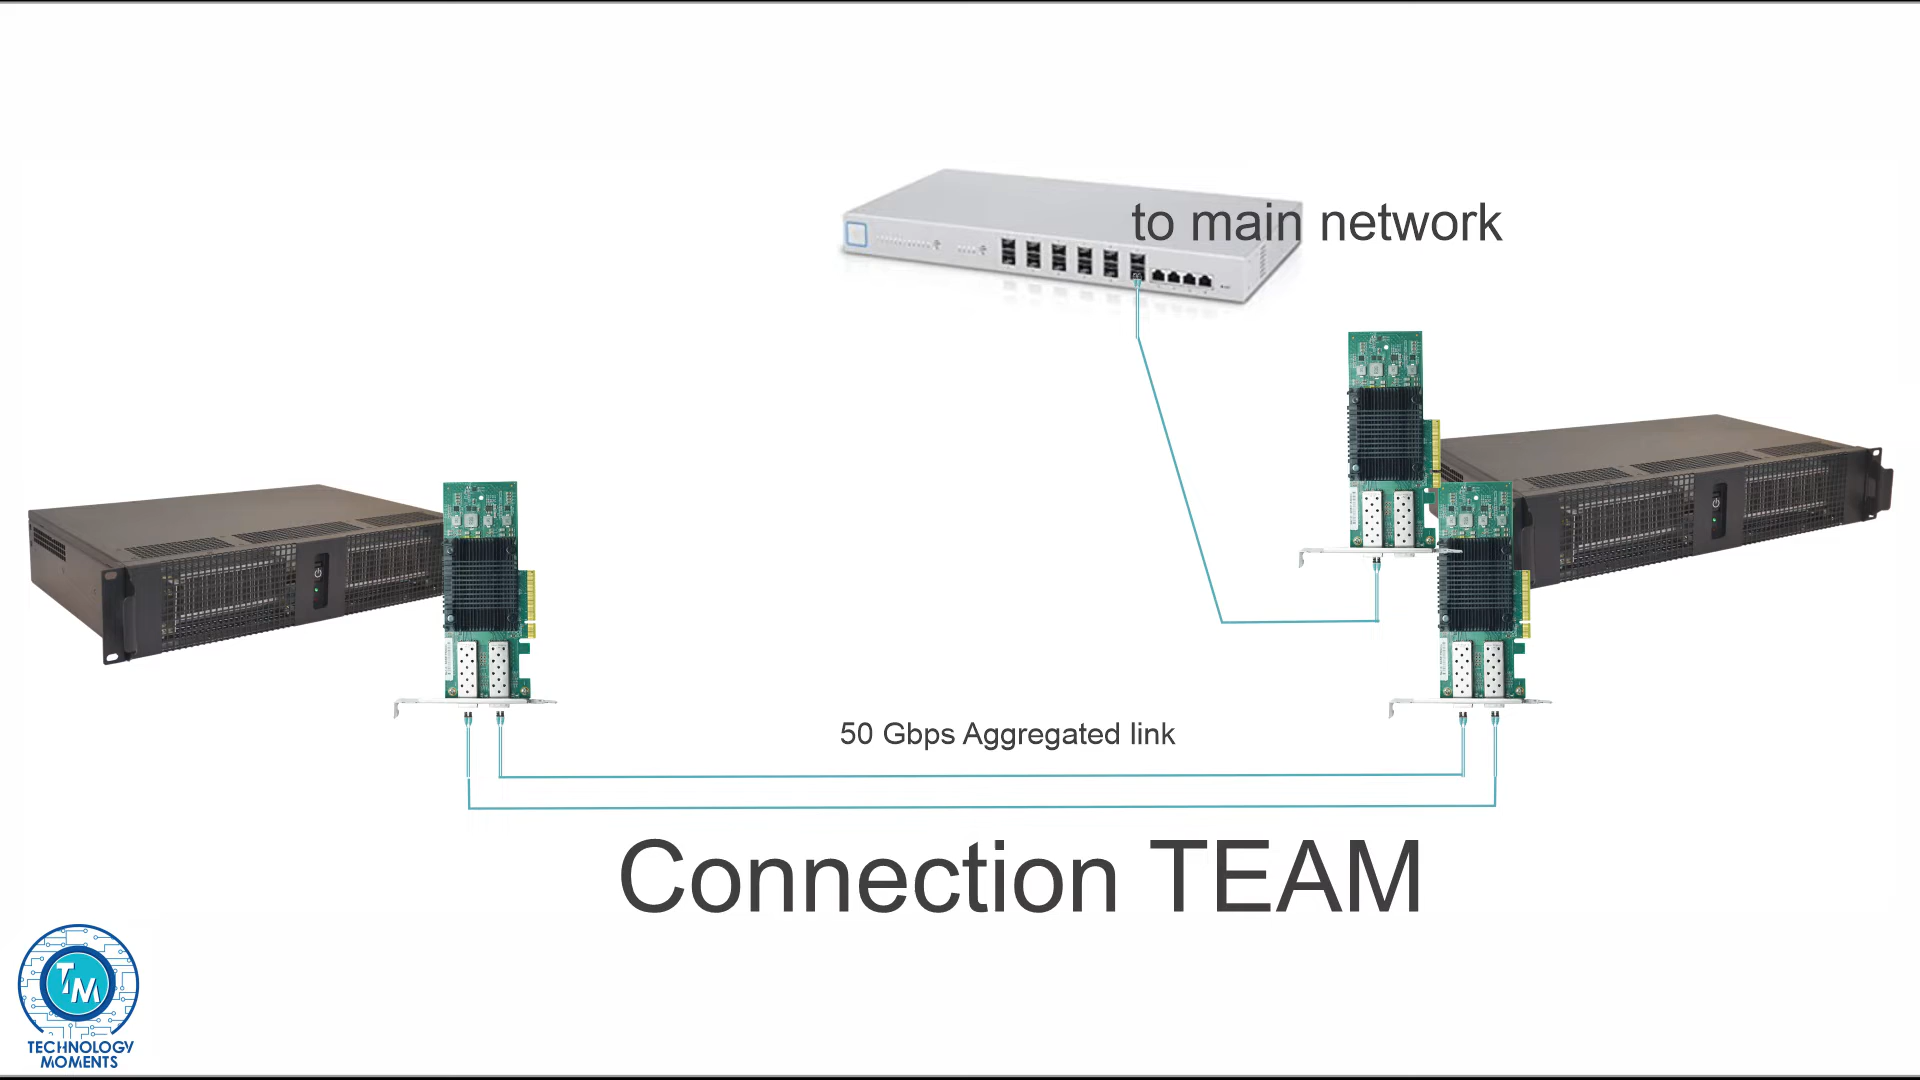 to main network
50 Gbps Aggregated link
Connection TEAM
TM
TECHNOLOGY
MOMENTS